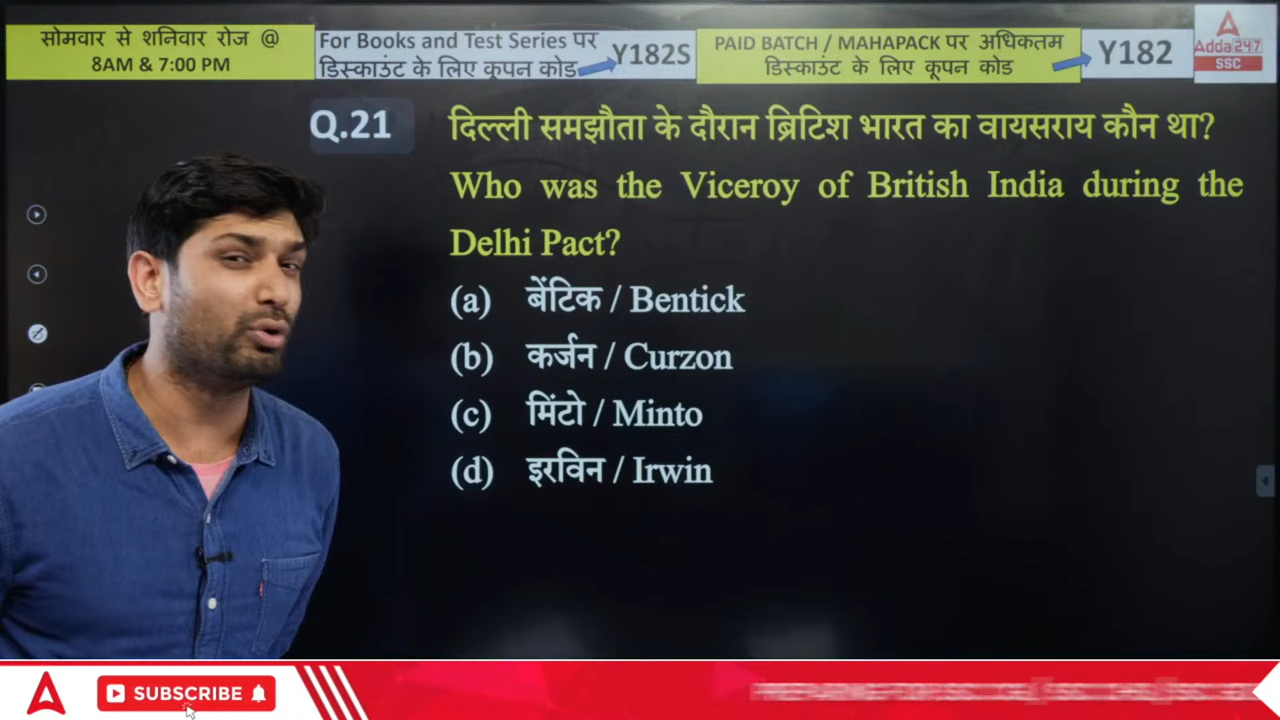 सोमवार से शनिवार रोज @
8AM & 7:00 PM
For Books and Test Series पर
डिस्काउंट के लिए कूपन कोड
Y182S
PAID BATCH / MAHAPACK पर अधिकतम
डिस्काउंट के लिए कूपन कोड
Y182
Adda247
SSC
Q.21
दिल्ली समझौता के दौरान ब्रिटिश भारत का वायसराय कौन था?
Who was the Viceroy of British India during the
Delhi Pact?
(a) बेंटिक / Bentick
(b) कर्जन / Curzon
(c) मिंटो / Minto
(d) इरविन / Irwin
SUBSCRIBE